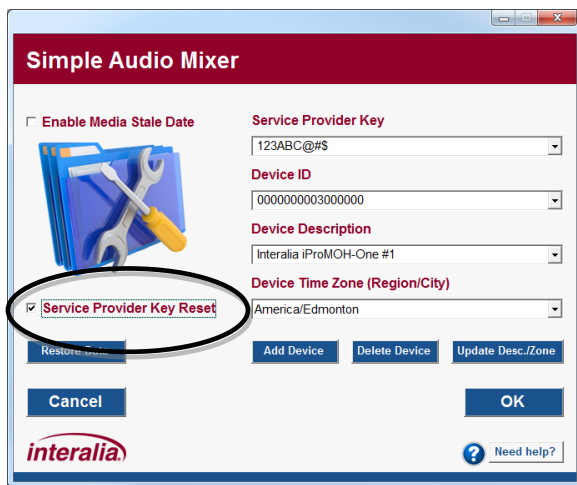 Simple Audio Mixer
Enable Media Stale Date
Service Provider Key
123ABC@#$
Device ID
0000000003000000
Device Description
Interalia iProMOH-One #1
Device Time Zone (Region/City)
Service Provider Key Reset
America/Edmonton
Restore Data
Add Device
Delete Device
Update Desc./Zone
Cancel
OK
interalia
Need help?